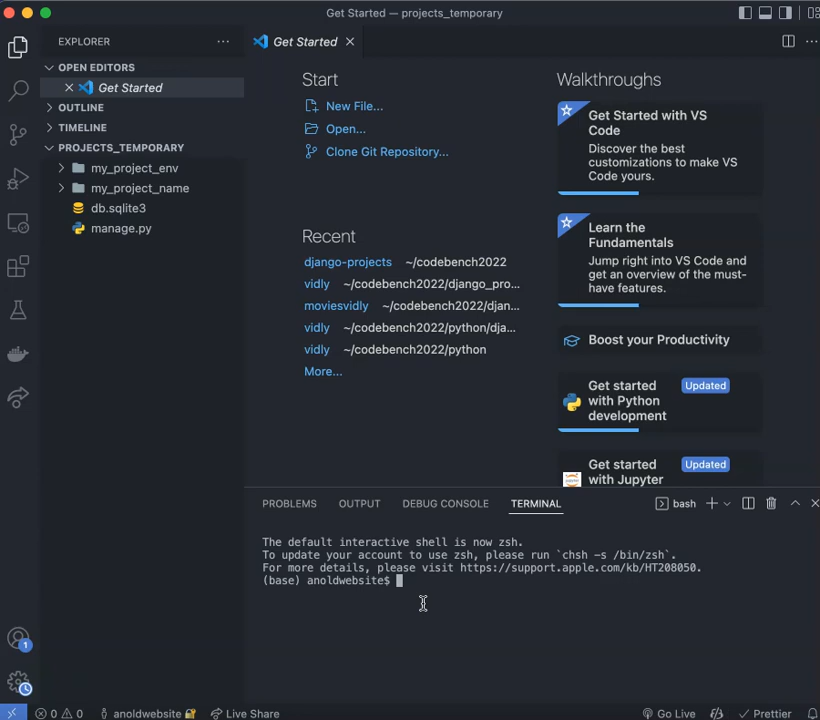 Get Started — projects_temporary
EXPLORER
Get Started
OPEN EDITORS
Get Started
OUTLINE
TIMELINE
PROJECTS_TEMPORARY
my_project_env
my_project_name
db.sqlite3
manage.py
Start
New File...
Open...
Clone Git Repository...
Recent
django-projects ~/codebench2022
vidly ~/codebench2022/django_pro...
moviesvidly ~/codebench2022/djan...
vidly ~/codebench2022/python/dja...
vidly ~/codebench2022/python
More...
Walkthroughs
Get Started with VS
Code
Discover the best
customizations to make VS
Code yours.
Learn the
Fundamentals
Jump right into VS Code and
get an overview of the must-
have features.
Boost your Productivity
Get started
with Python
development
Updated
Get started
with Jupyter
Updated
PROBLEMS OUTPUT DEBUG CONSOLE TERMINAL
bash
The default interactive shell is now zsh.
To update your account to use zsh, please run `chsh -s /bin/zsh`.
For more details, please visit https://support.apple.com/kb/HT208050.
(base) anoldwebsite$
1
0 0 anoldwebsite Live Share Go Live Prettier